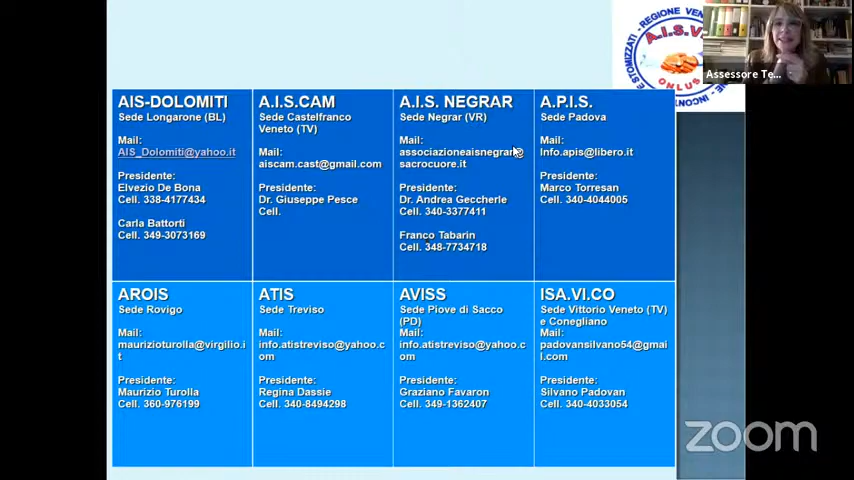 AIS-DOLOMITI
Sede Longarone (BL)
Mail:
AIS_Dolomiti@yahoo.it
Presidente:
Elvezio De Bona
Cell. 338-4177434
Carla Battorti
Cell. 349-3073169
A.I.S.CAM
Sede Castelfranco
Veneto (TV)
Mail:
aiscam.cast@gmail.com
Presidente:
Dr. Giuseppe Pesce
Cell.
A.I.S. NEGRAR
Sede Negrar (VR)
Mail:
associazioneaisnegrar@
sacrocuore.it
Presidente:
Dr. Andrea Geccherle
Cell. 340-3377411
Franco Tabarin
Cell. 348-7734718
A.P.I.S.
Sede Padova
Mail:
Info.apis@libero.it
Presidente:
Marco Torresan
Cell. 340-4044005
AROIS
Sede Rovigo
Mail:
maurizioturolla@virgilio.i
t
Presidente:
Maurizio Turolla
Cell. 360-976199
ATIS
Sede Treviso
Mail:
info.atistreviso@yahoo.c
om
Presidente:
Regina Dassie
Cell. 340-8494298
AVISS
Sede Piove di Sacco
(PD)
Mail:
info.atistreviso@yahoo.c
om
Presidente:
Graziano Favaron
Cell. 349-1362407
ISA.VI.CO
Sede Vittorio Veneto (TV)
e Conegliano
Mail:
padovansilvano54@gmai
l.com
Presidente:
Silvano Padovan
Cell. 340-4033054
REGIONE
ONLUS
Assessore Te...
zoom